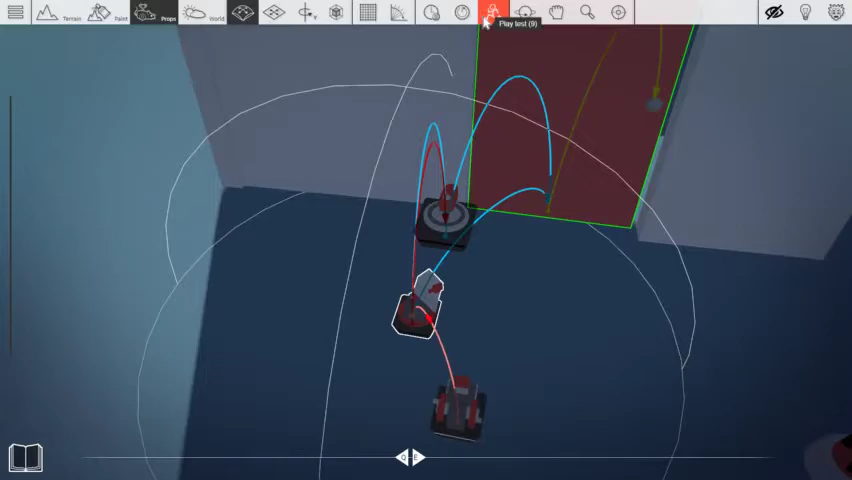 Terrain
Paint
Props
World
Y
Play test (9)
Q E